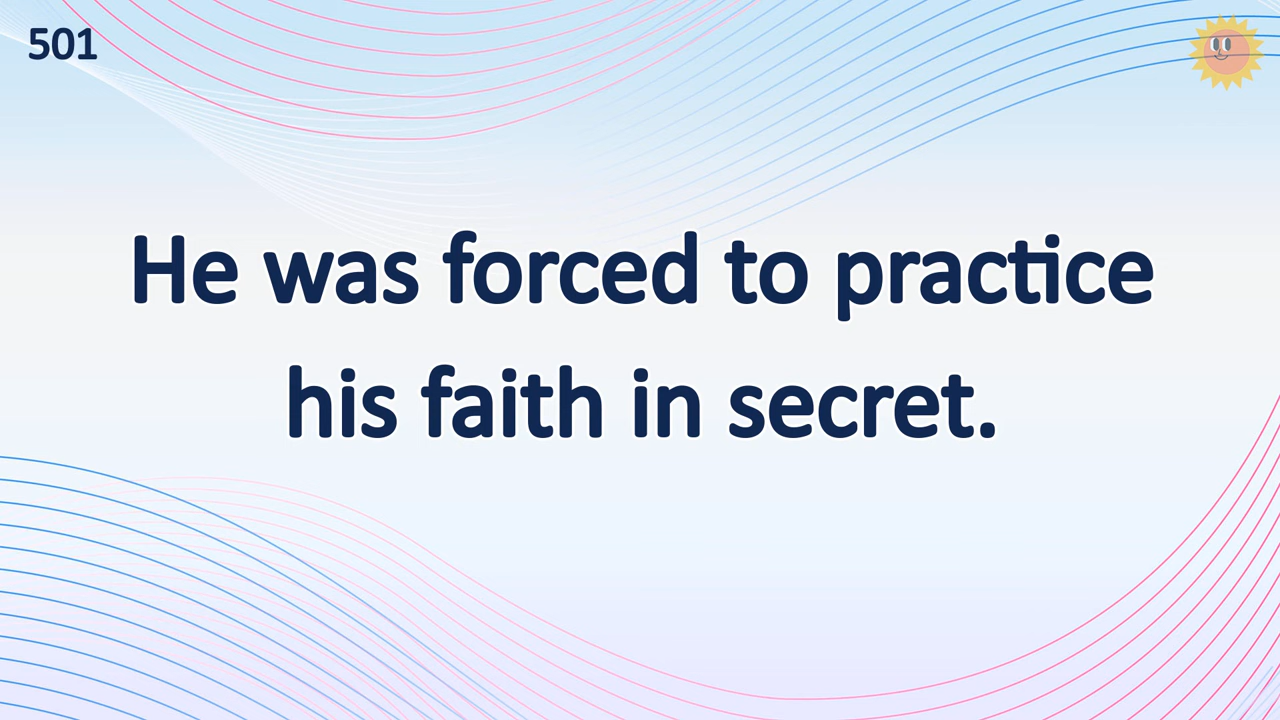 501
He was forced to practice
his faith in secret.